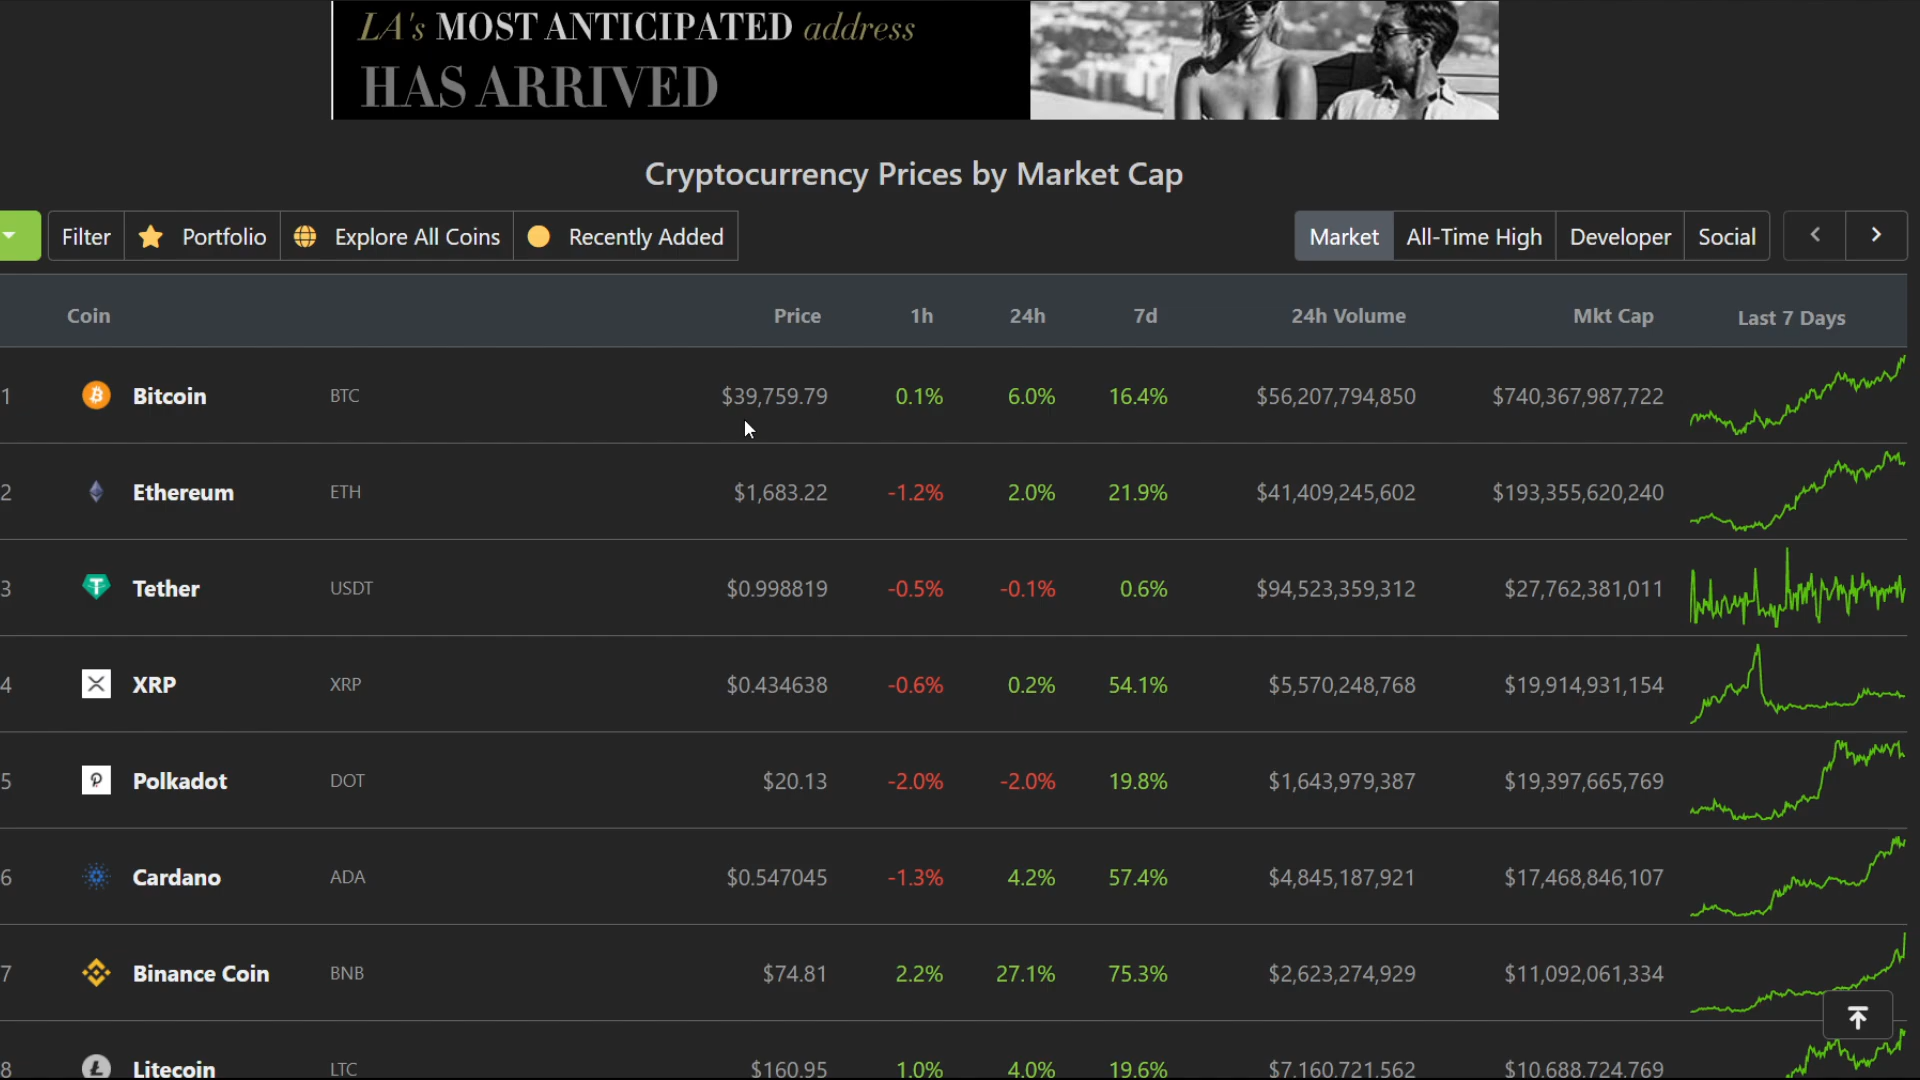 LA's MOST ANTICIPATED address
HAS ARRIVED
Cryptocurrency Prices by Market Cap
Filter Portfolio Explore All Coins Recently Added Market All-Time High Developer Social
Coin Price 1h 24h 7d 24h Volume Mkt Cap Last 7 Days
1 Bitcoin BTC $39,759.79 0.1% 6.0% 16.4% $56,207,794,850 $740,367,987,722
2 Ethereum ETH $1,683.22 -1.2% 2.0% 21.9% $41,409,245,602 $193,355,620,240
3 Tether USDT $0.998819 -0.5% -0.1% 0.6% $94,523,359,312 $27,762,381,011
4 XRP XRP $0.434638 -0.6% 0.2% 54.1% $5,570,248,768 $19,914,931,154
5 Polkadot DOT $20.13 -2.0% -2.0% 19.8% $1,643,979,387 $19,397,665,769
6 Cardano ADA $0.547045 -1.3% 4.2% 57.4% $4,845,187,921 $17,468,846,107
7 Binance Coin BNB $74.81 2.2% 27.1% 75.3% $2,623,274,929 $11,092,061,334
8 Litecoin LTC $160.95 1.0% 4.0% 19.6% $7,160,721,562 $10,688,724,769